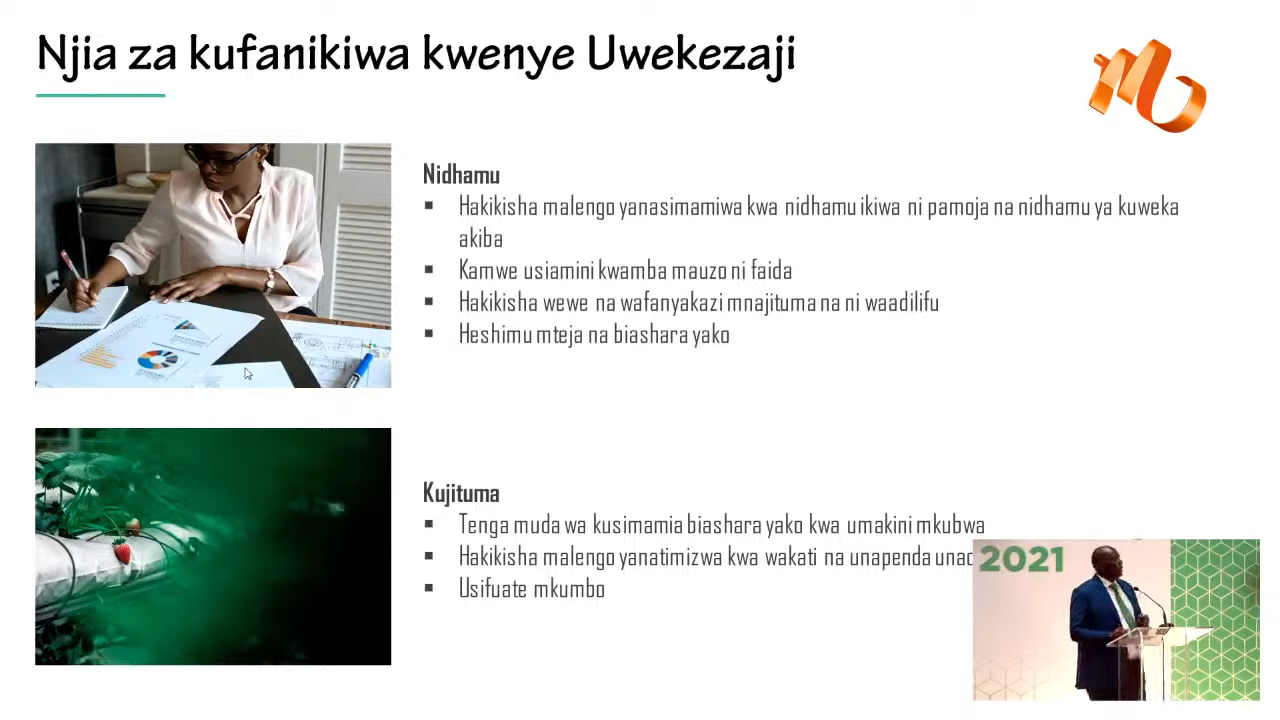 Njia za kufanikiwa kwenye Uwekezaji
Nidhamu
▪ Hakikisha malengo yanasimamiwa kwa nidhamu ikiwa ni pamoja na nidhamu ya kuweka
akiba
▪ Kamwe usiamini kwamba mauzo ni faida
▪ Hakikisha wewe na wafanyakazi mnajituma na ni waadilifu
▪ Heshimu mteja na biashara yako
Kujituma
▪ Tenga muda wa kusimamia biashara yako kwa umakini mkubwa
▪ Hakikisha malengo yanatimizwa kwa wakati na unapenda
▪ Usifuate mkumbo
2021